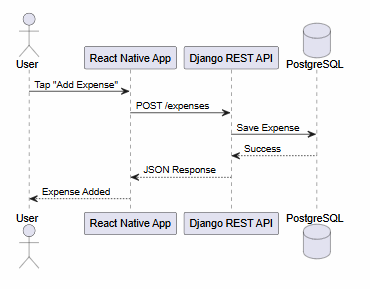 User
React Native App
Django REST API
PostgreSQL
Tap "Add Expense"
POST /expenses
Save Expense
Success
JSON Response
Expense Added
User
React Native App
Django REST API
PostgreSQL